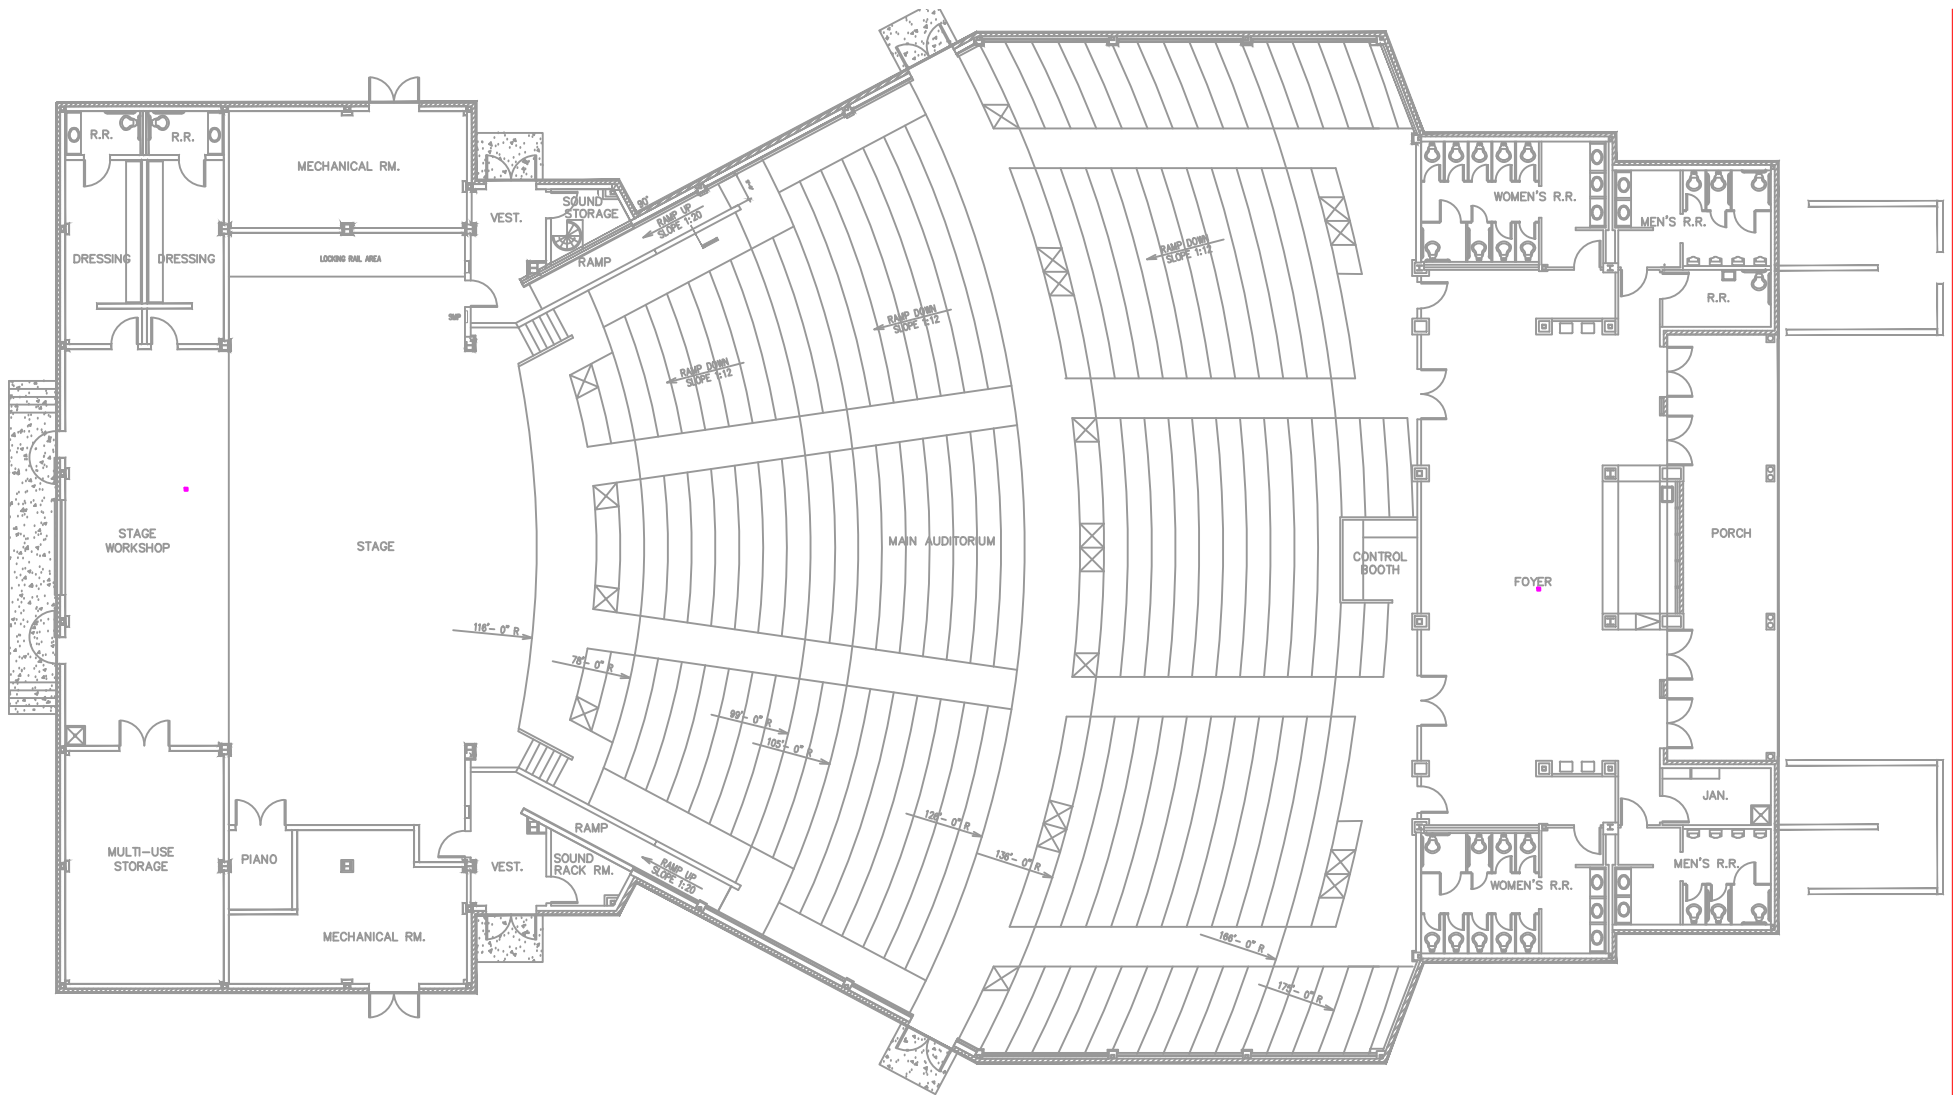 R.R.
R.R.
MECHANICAL RM.
VEST.
SOUND
STORAGE
90°
RAMP UP
SLOPE 1:20
RAMP
DRESSING
DRESSING
LOCKING RAIL AREA
WOMEN'S R.R.
MEN'S R.R.
R.R.
RAMP DOWN
SLOPE 1:12
RAMP DOWN
SLOPE 1:12
RAMP DOWN
SLOPE 1:12
STAGE
WORKSHOP
STAGE
MAIN AUDITORIUM
CONTROL
BOOTH
FOYER
PORCH
116'- 0" R
78'- 0" R
99'- 0" R
105'- 0" R
126'- 0" R
138'- 0" R
166'- 0" R
175'- 0" R
MULTI-USE
STORAGE
PIANO
RAMP
VEST.
SOUND
RACK RM.
RAMP UP
SLOPE 1:20
MECHANICAL RM.
JAN.
MEN'S R.R.
WOMEN'S R.R.